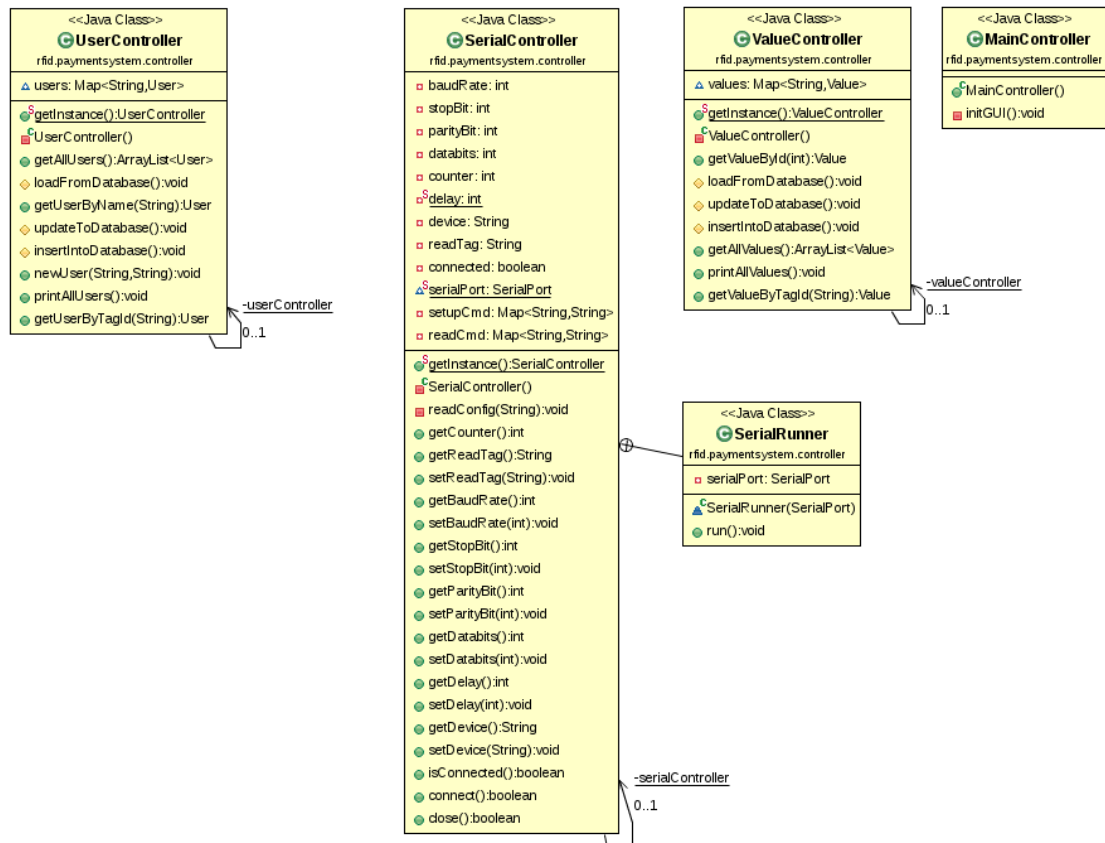 <<Java Class>>
UserController
rfid.paymentsystem.controller
users: Map<String,User>
getInstance():UserController
UserController()
getAllUsers():ArrayList<User>
loadFromDatabase():void
getUserByName(String):User
updateToDatabase():void
insertIntoDatabase():void
newUser(String,String):void
printAllUsers():void
getUserByTagId(String):User
-userController
0..1
<<Java Class>>
SerialController
rfid.paymentsystem.controller
baudRate: int
stopBit: int
parityBit: int
databits: int
counter: int
delay: int
device: String
readTag: String
connected: boolean
serialPort: SerialPort
setupCmd: Map<String,String>
readCmd: Map<String,String>
getInstance():SerialController
SerialController()
readConfig(String):void
getCounter():int
getReadTag():String
setReadTag(String):void
getBaudRate():int
setBaudRate(int):void
getStopBit():int
setStopBit(int):void
getParityBit():int
setParityBit(int):void
getDatabits():int
setDatabits(int):void
getDelay():int
setDelay(int):void
getDevice():String
setDevice(String):void
isConnected():boolean
connect():boolean
close():boolean
-serialController
0..1
<<Java Class>>
ValueController
rfid.paymentsystem.controller
values: Map<String,Value>
getInstance():ValueController
ValueController()
getValueById(int):Value
loadFromDatabase():void
updateToDatabase():void
insertIntoDatabase():void
getAllValues():ArrayList<Value>
printAllValues():void
getValueByTagId(String):Value
-valueController
0..1
<<Java Class>>
MainController
rfid.paymentsystem.controller
MainController()
initGUI():void
<<Java Class>>
SerialRunner
rfid.paymentsystem.controller
serialPort: SerialPort
SerialRunner(SerialPort)
run():void